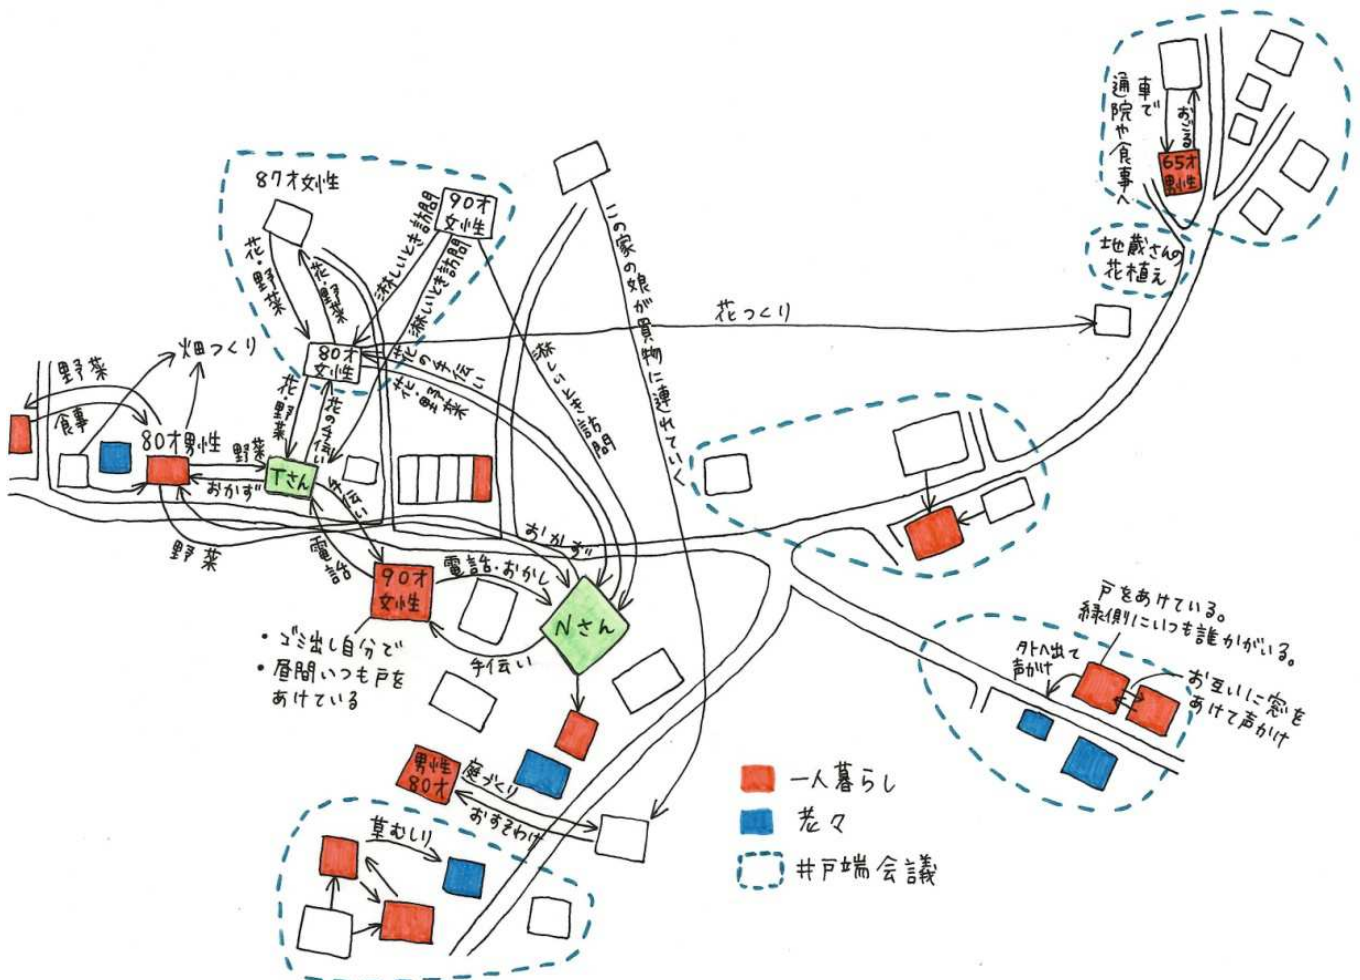 車で
通院や食事へ
おごる
65才
男性
87才女性
90才
女性
地蔵さんの
花植え
花・野菜
花・野菜
淋しいとき訪問
淋しいとき訪問
淋しいとき訪問
この家の娘が買物に連れていく
花つくり
80才
女性
花の手伝い
花・野菜
畑つくり
野菜
食事
80才男性
野菜
おかず
花・野菜
花の手伝い
Tさん
手伝い
電話
野菜
おかず
90才
女性
電話・おかし
Nさん
手伝い
・ゴミ出し自分で
・昼間いつも戸を
あけている
戸をあけている。
縁側にいつも誰かがいる。
外へ出て
声かけ
お互いに窓を
あけて声かけ
男性
80才
庭づくり
おすそわけ
草むしり
一人暮らし
老々
井戸端会議